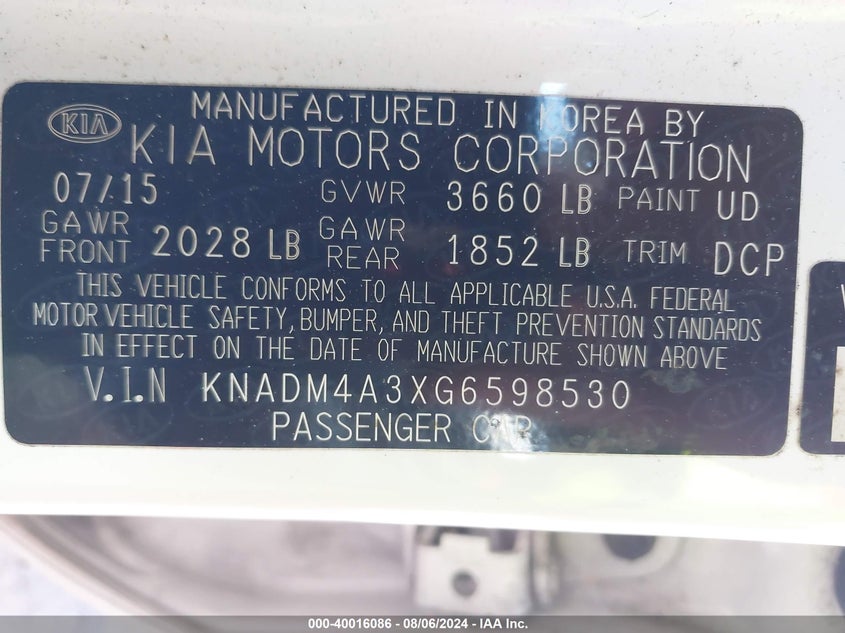 MANUFACTURED IN KOREA BY
KIA
KIA MOTORS CORPORATION
07/15 GVWR 3660 LB PAINT UD
GAWR FRONT 2028 LB GAWR REAR 1852 LB TRIM DCP
THIS VEHICLE CONFORMS TO ALL APPLICABLE U.S.A. FEDERAL
MOTOR VEHICLE SAFETY, BUMPER, AND THEFT PREVENTION STANDARDS
IN EFFECT ON THE DATE OF MANUFACTURE SHOWN ABOVE
V.I.N KNADM4A3XG6598530
PASSENGER CAR
000-40016086 - 08/06/2024 - IAA Inc.